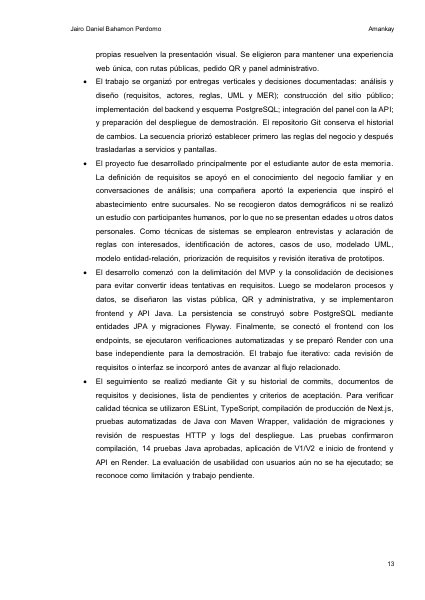 Jairo Daniel Bahamon Perdomo Amankay
propias resuelven la presentación visual. Se eligieron para mantener una experiencia
web única, con rutas públicas, pedido QR y panel administrativo.
• El trabajo se organizó por entregas verticales y decisiones documentadas: análisis y
diseño (requisitos, actores, reglas, UML y MER); construcción del sitio público;
implementación del backend y esquema PostgreSQL; integración del panel con la API;
y preparación del despliegue de demostración. El repositorio Git conserva el historial
de cambios. La secuencia priorizó establecer primero las reglas del negocio y después
trasladarlas a servicios y pantallas.
• El proyecto fue desarrollado principalmente por el estudiante autor de esta memoria.
La definición de requisitos se apoyó en el conocimiento del negocio familiar y en
conversaciones de análisis; una compañera aportó la experiencia que inspiró el
abastecimiento entre sucursales. No se recogieron datos demográficos ni se realizó
un estudio con participantes humanos, por lo que no se presentan edades u otros datos
personales. Como técnicas de sistemas se emplearon entrevistas y aclaración de
reglas con interesados, identificación de actores, casos de uso, modelado UML,
modelo entidad-relación, priorización de requisitos y revisión iterativa de prototipos.
• El desarrollo comenzó con la delimitación del MVP y la consolidación de decisiones
para evitar convertir ideas tentativas en requisitos. Luego se modelaron procesos y
datos, se diseñaron las vistas pública, QR y administrativa, y se implementaron
frontend y API Java. La persistencia se construyó sobre PostgreSQL mediante
entidades JPA y migraciones Flyway. Finalmente, se conectó el frontend con los
endpoints, se ejecutaron verificaciones automatizadas y se preparó Render con una
base independiente para la demostración. El trabajo fue iterativo: cada revisión de
requisitos o interfaz se incorporó antes de avanzar al flujo relacionado.
• El seguimiento se realizó mediante Git y su historial de commits, documentos de
requisitos y decisiones, lista de pendientes y criterios de aceptación. Para verificar
calidad técnica se utilizaron ESLint, TypeScript, compilación de producción de Next.js,
pruebas automatizadas de Java con Maven Wrapper, validación de migraciones y
revisión de respuestas HTTP y logs del despliegue. Las pruebas confirmaron
compilación, 14 pruebas Java aprobadas, aplicación de V1/V2 e inicio de frontend y
API en Render. La evaluación de usabilidad con usuarios aún no se ha ejecutado; se
reconoce como limitación y trabajo pendiente.
13